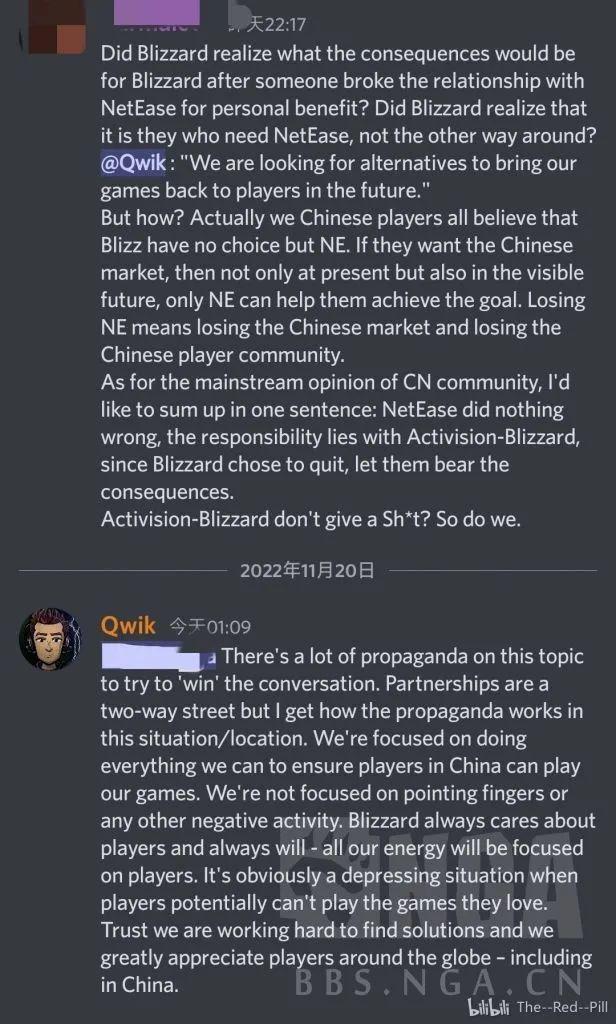 昨天22:17
Did Blizzard realize what the consequences would be
for Blizzard after someone broke the relationship with
NetEase for personal benefit? Did Blizzard realize that
it is they who need NetEase, not the other way around?
@Qwik : "We are looking for alternatives to bring our
games back to players in the future."
But how? Actually we Chinese players all believe that
Blizz have no choice but NE. If they want the Chinese
market, then not only at present but also in the visible
future, only NE can help them achieve the goal. Losing
NE means losing the Chinese market and losing the
Chinese player community.
As for the mainstream opinion of CN community, I'd
like to sum up in one sentence: NetEase did nothing
wrong, the responsibility lies with Activision-Blizzard,
since Blizzard chose to quit, let them bear the
consequences.
Activision-Blizzard don't give a Sh*t? So do we.
2022年11月20日
Qwik 今天01:09
There's a lot of propaganda on this topic
to try to 'win' the conversation. Partnerships are a
two-way street but I get how the propaganda works in
this situation/location. We're focused on doing
everything we can to ensure players in China can play
our games. We're not focused on pointing fingers or
any other negative activity. Blizzard always cares about
players and always will - all our energy will be focused
on players. It's obviously a depressing situation when
players potentially can't play the games they love.
Trust we are working hard to find solutions and we
greatly appreciate players around the globe – including
in China.
NGA
BBS.NGA.CN
bilibili The--Red--Pill